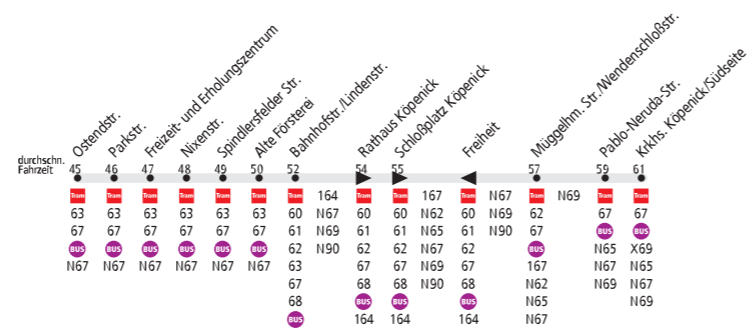 Ostendstr.
Parkstr.
Freizeit- und Erholungszentrum
Nixenstr.
Spindlersfelder Str.
Alte Försterei
Bahnhofstr./Lindenstr.
Rathaus Köpenick
Schloßplatz Köpenick
Freiheit
Müggelhm. Str./Wendenschloßstr.
Pablo-Neruda-Str.
Krkhs. Köpenick/Südseite
durchschn.
Fahrzeit
45 46 47 48 49 50 52 54 55 57 59 61
Tram Tram Tram Tram Tram Tram Tram 164 Tram Tram 167 Tram N67 Tram N69 Tram Tram
63 63 63 63 63 63 60 N67 60 60 N62 60 N69 62 67 67
67 67 67 67 67 67 61 N69 61 61 N65 61 N90 67 BUS BUS
BUS BUS BUS BUS BUS BUS 62 N90 62 62 N67 62 BUS N65 X69
N67 N67 N67 N67 N67 N67 63 67 67 N69 67 167 N67 N65
67 68 68 N90 68 N62 N69 N67
68 BUS BUS BUS N65 N69
BUS 164 164 164 N67